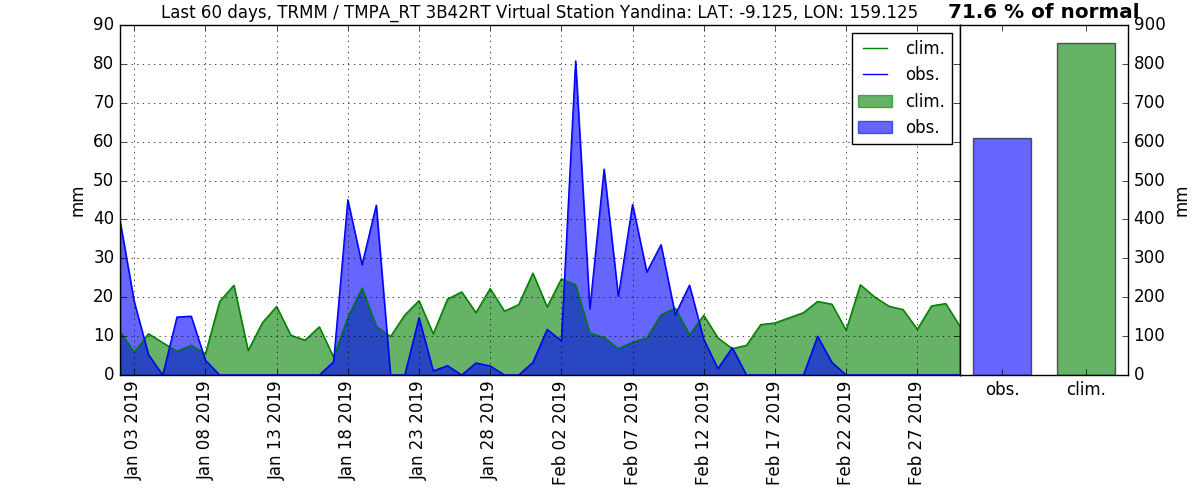 Last 60 days, TRMM / TMPA_RT 3B42RT Virtual Station Yandina: LAT: -9.125, LON: 159.125
71.6 % of normal
90
80
70
60
50
40
30
20
10
0
mm
clim.
obs.
clim.
obs.
Jan 03 2019
Jan 08 2019
Jan 13 2019
Jan 18 2019
Jan 23 2019
Jan 28 2019
Feb 02 2019
Feb 07 2019
Feb 12 2019
Feb 17 2019
Feb 22 2019
Feb 27 2019
900
800
700
600
500
400
300
200
100
0
mm
obs.
clim.